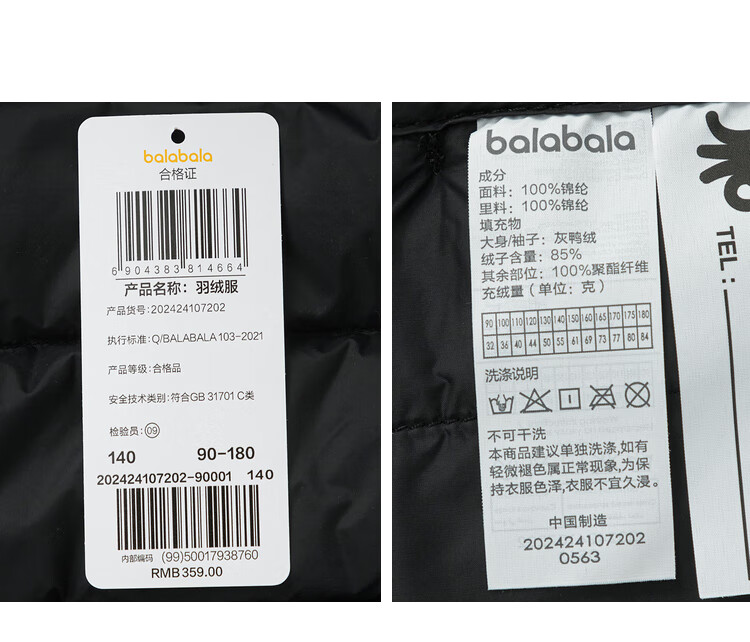 balabala
合格证
6904383814664
产品名称：羽绒服
产品货号：202424107202
执行标准：Q/BALABALA 103-2021
产品等级：合格品
安全技术类别：符合GB 31701 C类
检验员：09
140 90-180
202424107202-90001 140
内部编码 (99)50017938760
RMB 359.00
balabala
成分
面料：100%锦纶
里料：100%锦纶
填充物
大身/袖子：灰鸭绒
绒子含量：85%
其余部位：100%聚酯纤维
充绒量（单位：克）
90 100 110 120 130 140 150 160 165 170 175 180
32 36 40 44 50 84 61 69 73 77 80
洗涤说明
不可干洗
本商品建议单独洗涤,如有
轻微褪色属正常现象,为保
持衣服色泽,衣服不宜久浸。
中国制造
202424107202
0563
TEL: